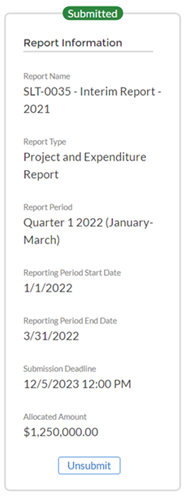 Submitted
Report Information
Report Name
SLT-0035 - Interim Report -
2021
Report Type
Project and Expenditure
Report
Report Period
Quarter 1 2022 (January-
March)
Reporting Period Start Date
1/1/2022
Reporting Period End Date
3/31/2022
Submission Deadline
12/5/2023 12:00 PM
Allocated Amount
$1,250,000.00
Unsubmit